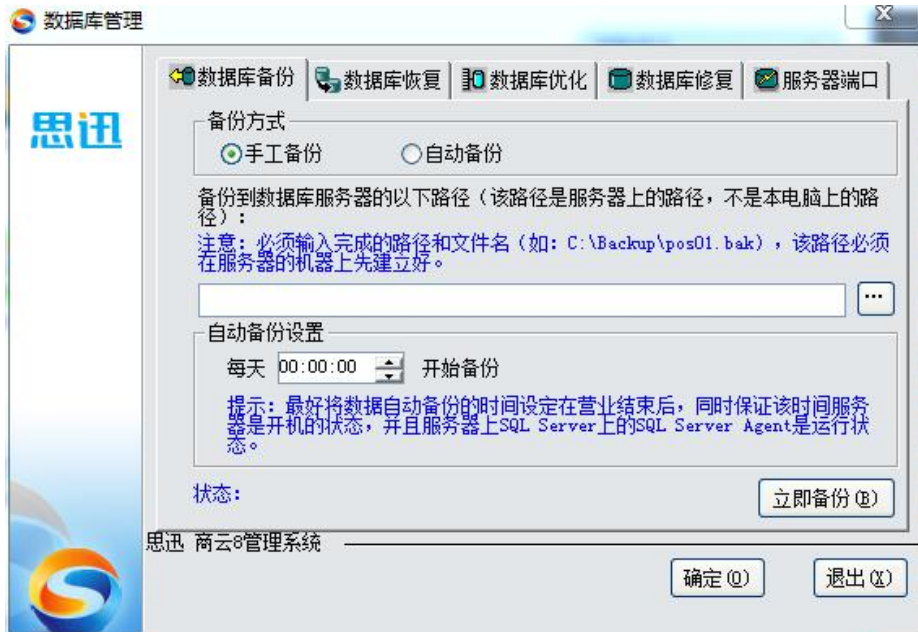 数据库管理
思迅
数据库备份 数据库恢复 数据库优化 数据库修复 服务器端口
备份方式
手工备份 自动备份
备份到数据库服务器的以下路径（该路径是服务器上的路径，不是本电脑上的路
径）:
注意：必须输入完成的路径和文件名（如：C:\Backup\pos01.bak），该路径必须
在服务器的机器上先建立好。
...
自动备份设置
每天 00:00:00 开始备份
提示：最好将数据自动备份的时间设定在营业结束后，同时保证该时间服务
器是开机的状态，并且服务器上SQL Server上的SQL Server Agent是运行状
态。
状态:
立即备份(B)
思迅 商云8管理系统
确定(O) 退出(X)